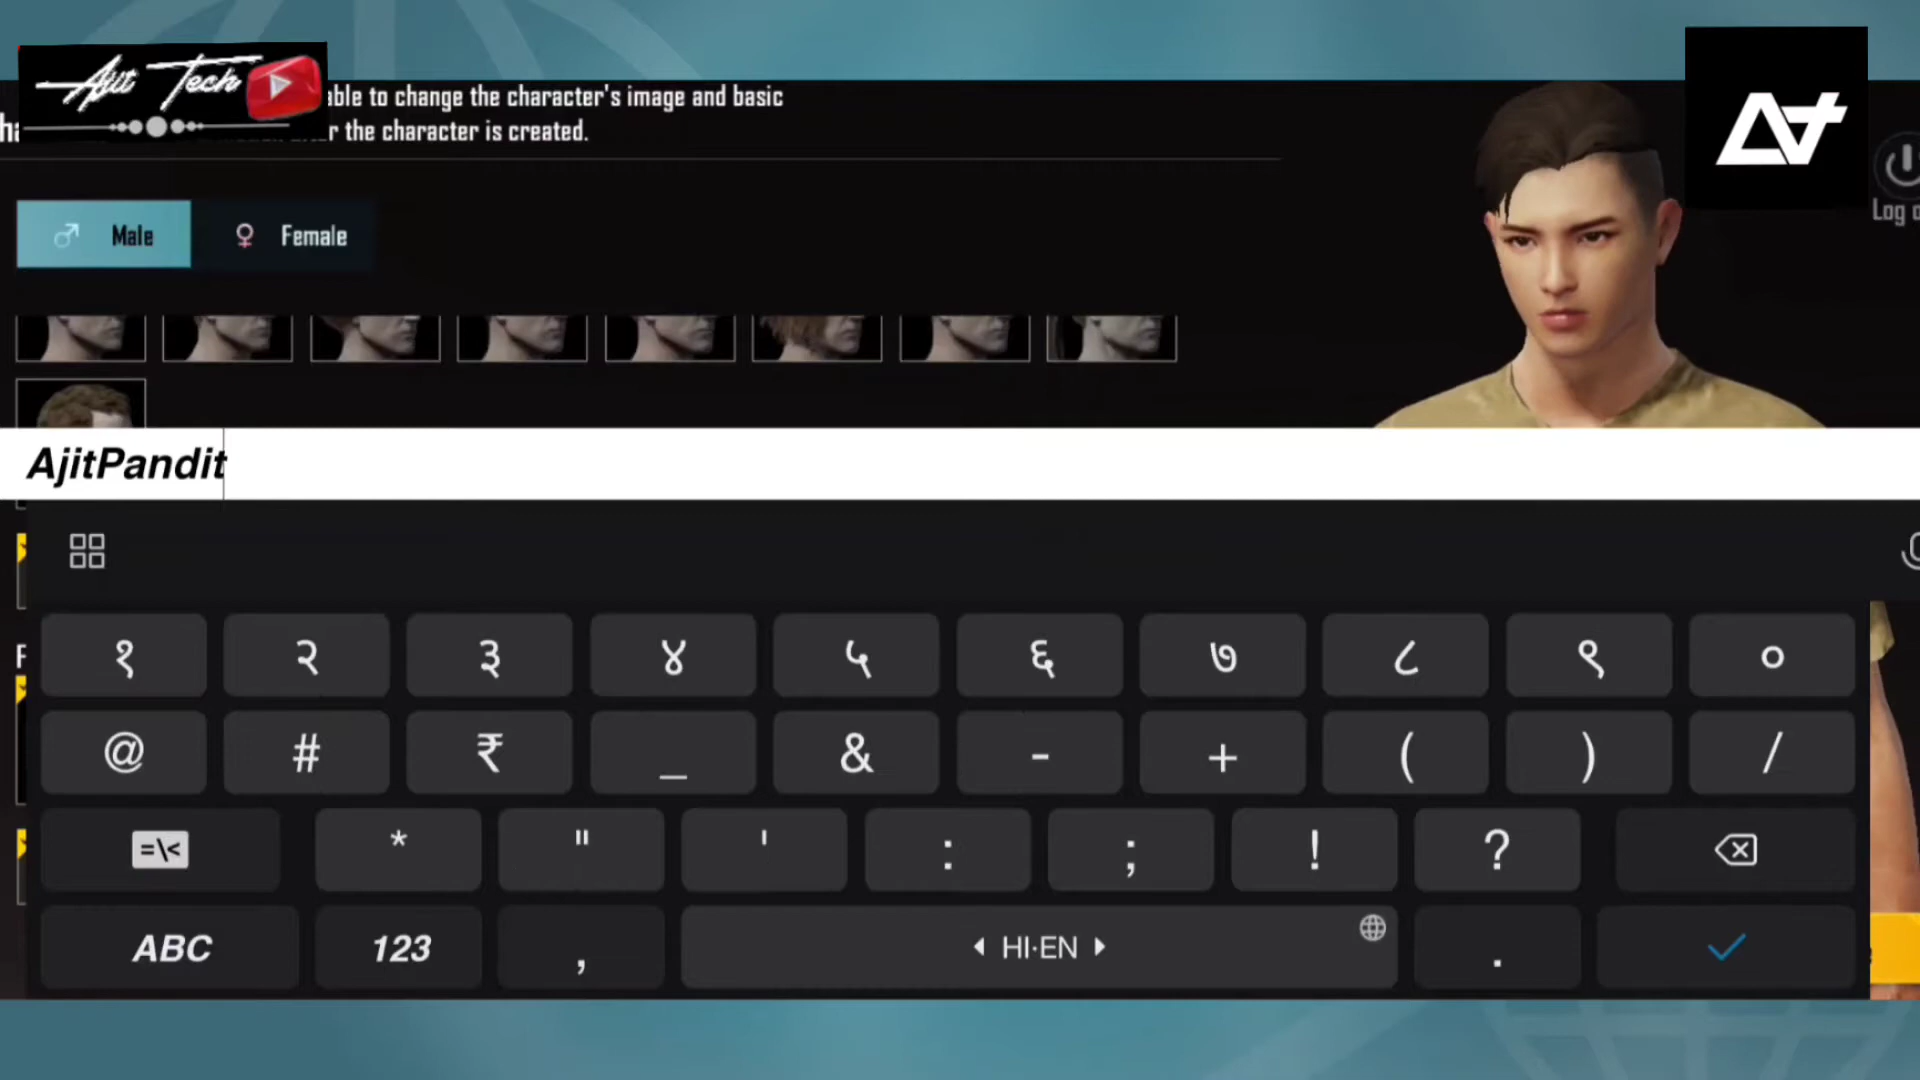 Ajit Tech
able to change the character's image and basic
r the character is created.
Log o
Male Female
AjitPandit
१ २ ३ ४ ५ ६ ७ ८ ९ ०
@ # ₹ _ & - + ( ) /
=\< * " ' : ; ! ?
ABC 123 , HI·EN .